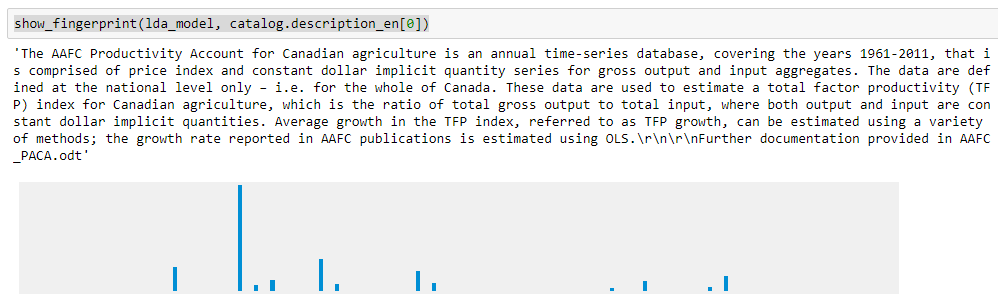 show_fingerprint(lda_model, catalog.description_en[0])
'The AAFC Productivity Account for Canadian agriculture is an annual time-series database, covering the years 1961-2011, that i
s comprised of price index and constant dollar implicit quantity series for gross output and input aggregates. The data are def
ined at the national level only – i.e. for the whole of Canada. These data are used to estimate a total factor productivity (TF
P) index for Canadian agriculture, which is the ratio of total gross output to total input, where both output and input are con
stant dollar implicit quantities. Average growth in the TFP index, referred to as TFP growth, can be estimated using a variety
of methods; the growth rate reported in AAFC publications is estimated using OLS.\r\n\r\nFurther documentation provided in AAFC
_PACA.odt'